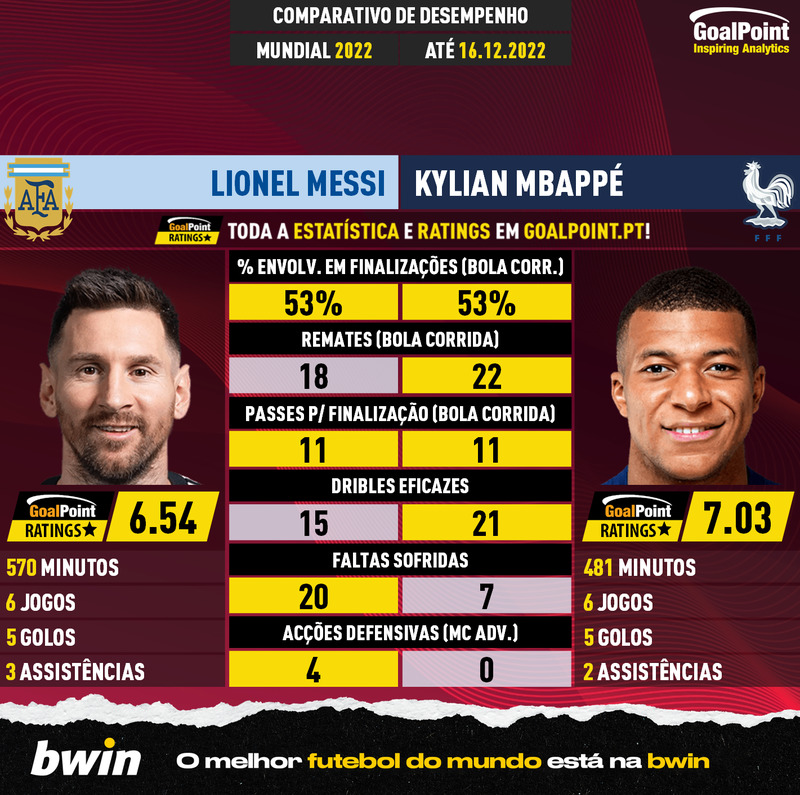 COMPARATIVO DE DESEMPENHO
MUNDIAL 2022
ATÉ 16.12.2022
GoalPoint
Inspiring Analytics
AFA
LIONEL MESSI
KYLIAN MBAPPÉ
FFF
GoalPoint
RATINGS★
TODA A ESTATÍSTICA E RATINGS EM GOALPOINT.PT!
% ENVOLV. EM FINALIZAÇÕES (BOLA CORR.)
53% 53%
REMATES (BOLA CORRIDA)
18 22
PASSES P/ FINALIZAÇÃO (BOLA CORRIDA)
11 11
DRIBLES EFICAZES
15 21
FALTAS SOFRIDAS
20 7
ACÇÕES DEFENSIVAS (MC ADV.)
4 0
GoalPoint
RATINGS★
6.54
570 MINUTOS
6 JOGOS
5 GOLOS
3 ASSISTÊNCIAS
GoalPoint
RATINGS★
7.03
481 MINUTOS
6 JOGOS
5 GOLOS
2 ASSISTÊNCIAS
bwin
O melhor futebol do mundo está na bwin